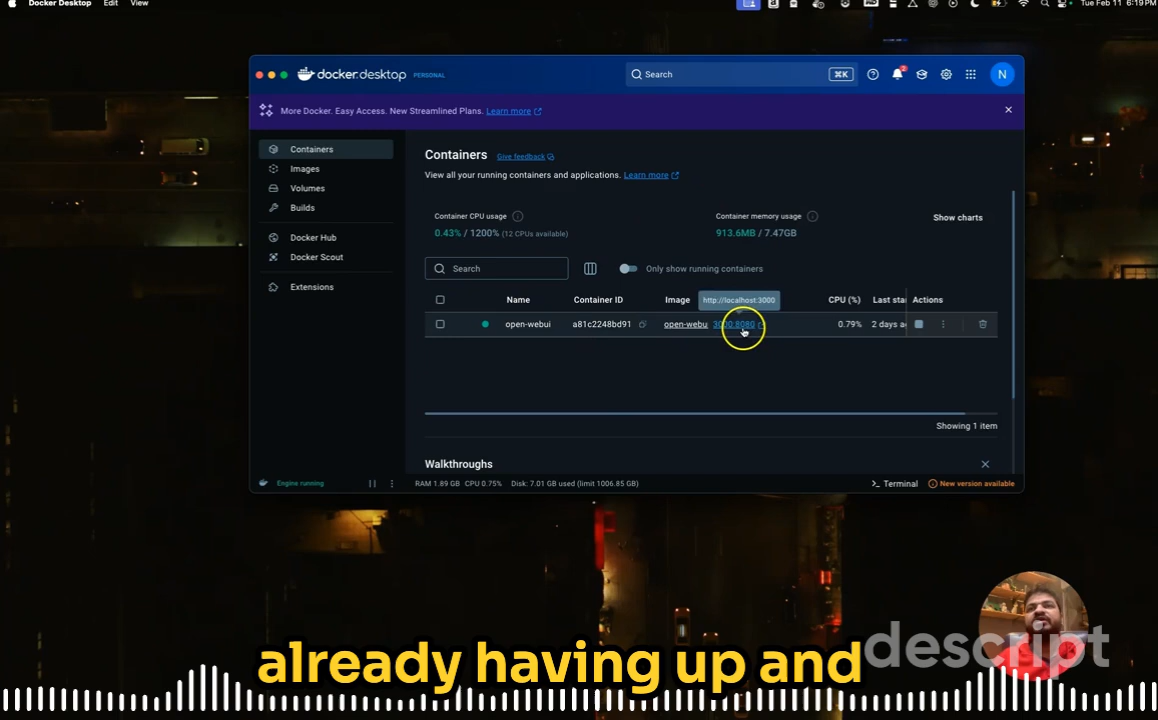 Docker Desktop Edit View
Tue Feb 11 6:19PM
docker.desktop PERSONAL
Search ⌘K
N
More Docker. Easy Access. New Streamlined Plans. Learn more
Containers
Images
Volumes
Builds
Docker Hub
Docker Scout
Extensions
Containers Give feedback
View all your running containers and applications. Learn more
Container CPU usage
0.43% / 1200% (12 CPUs available)
Container memory usage
913.6MB / 7.47GB
Show charts
Search
Only show running containers
http://localhost:3000
Name Container ID Image CPU (%) Last sta Actions
open-webui a81c2248bd91 open-webu 3000:8080 0.79% 2 days a
Showing 1 item
Walkthroughs
Engine running
RAM 1.89 GB CPU 0.75% Disk: 7.01 GB used (limit 1006.85 GB)
>_ Terminal
New version available
already having up and
descript